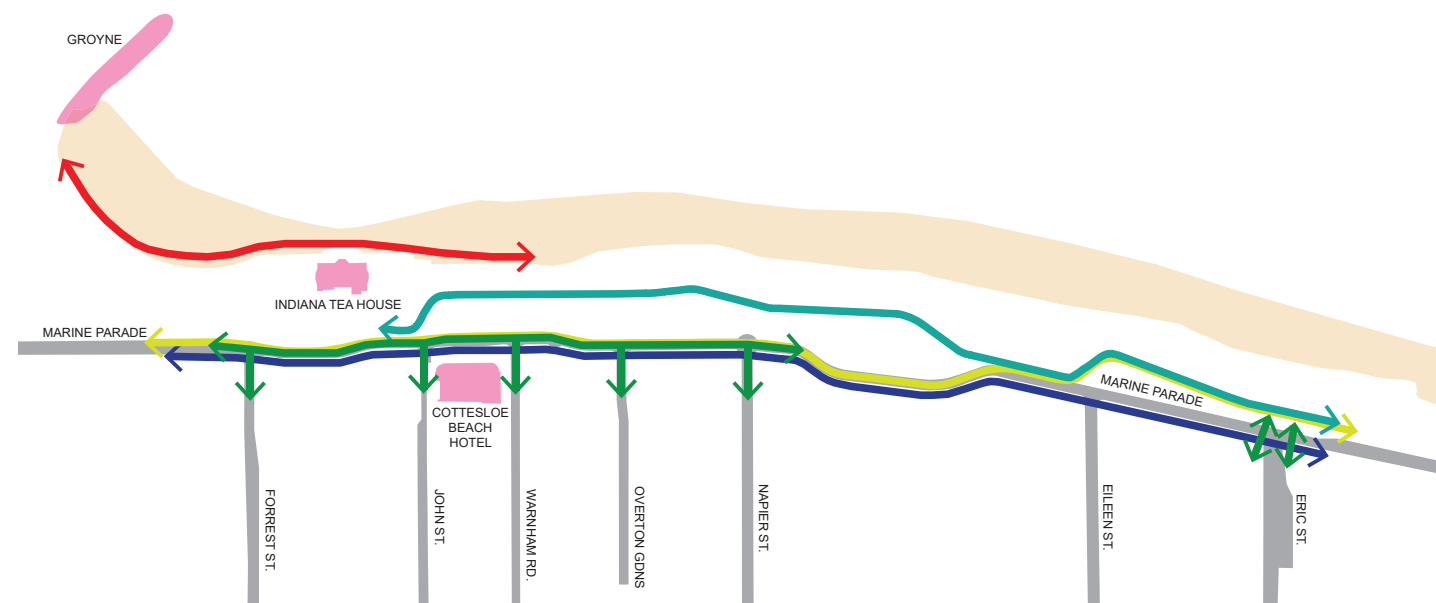 GROYNE
INDIANA TEA HOUSE
MARINE PARADE
MARINE PARADE
COTTESLOE
BEACH
HOTEL
FORREST ST.
JOHN ST.
WARNHAM RD.
OVERTON GDNS
NAPIER ST.
EILEEN ST.
ERIC ST.